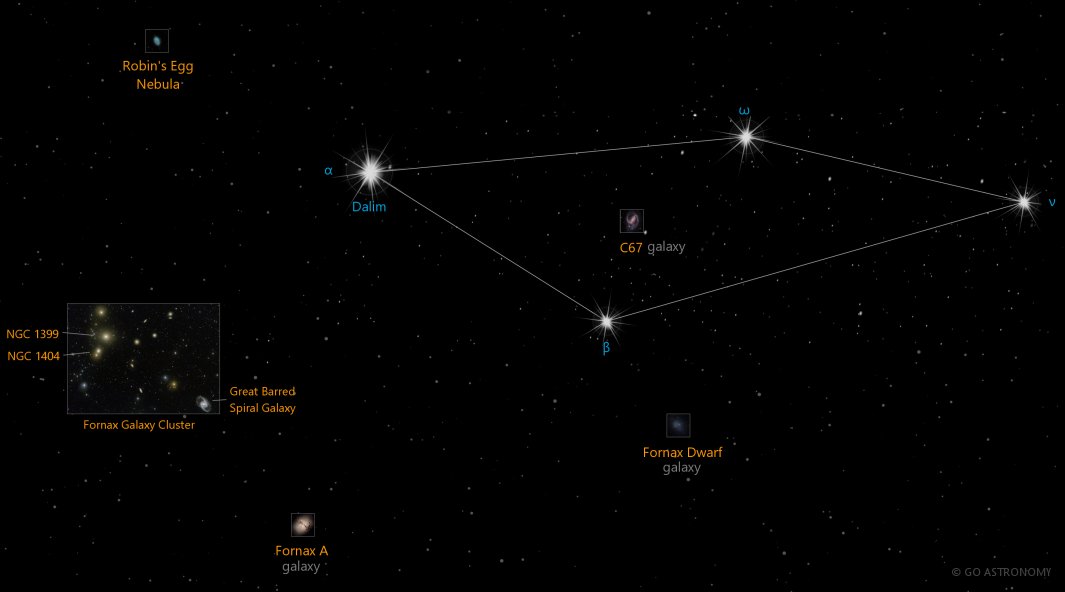 Robin's Egg
Nebula
ω
α
Dalim
ν
C67 galaxy
β
NGC 1399
NGC 1404
Great Barred
Spiral Galaxy
Fornax Galaxy Cluster
Fornax Dwarf
galaxy
Fornax A
galaxy
© GO ASTRONOMY